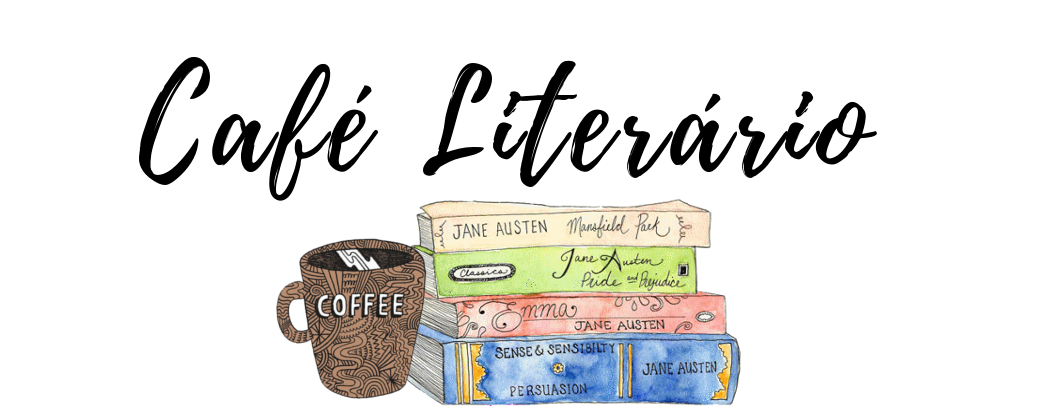 Café Literário
JANE AUSTEN Mansfield Park
Classics
Jane Austen
Pride and Prejudice
COFFEE
Emma
JANE AUSTEN
SENSE & SENSIBILTY
PERSUASION
JANE AUSTEN